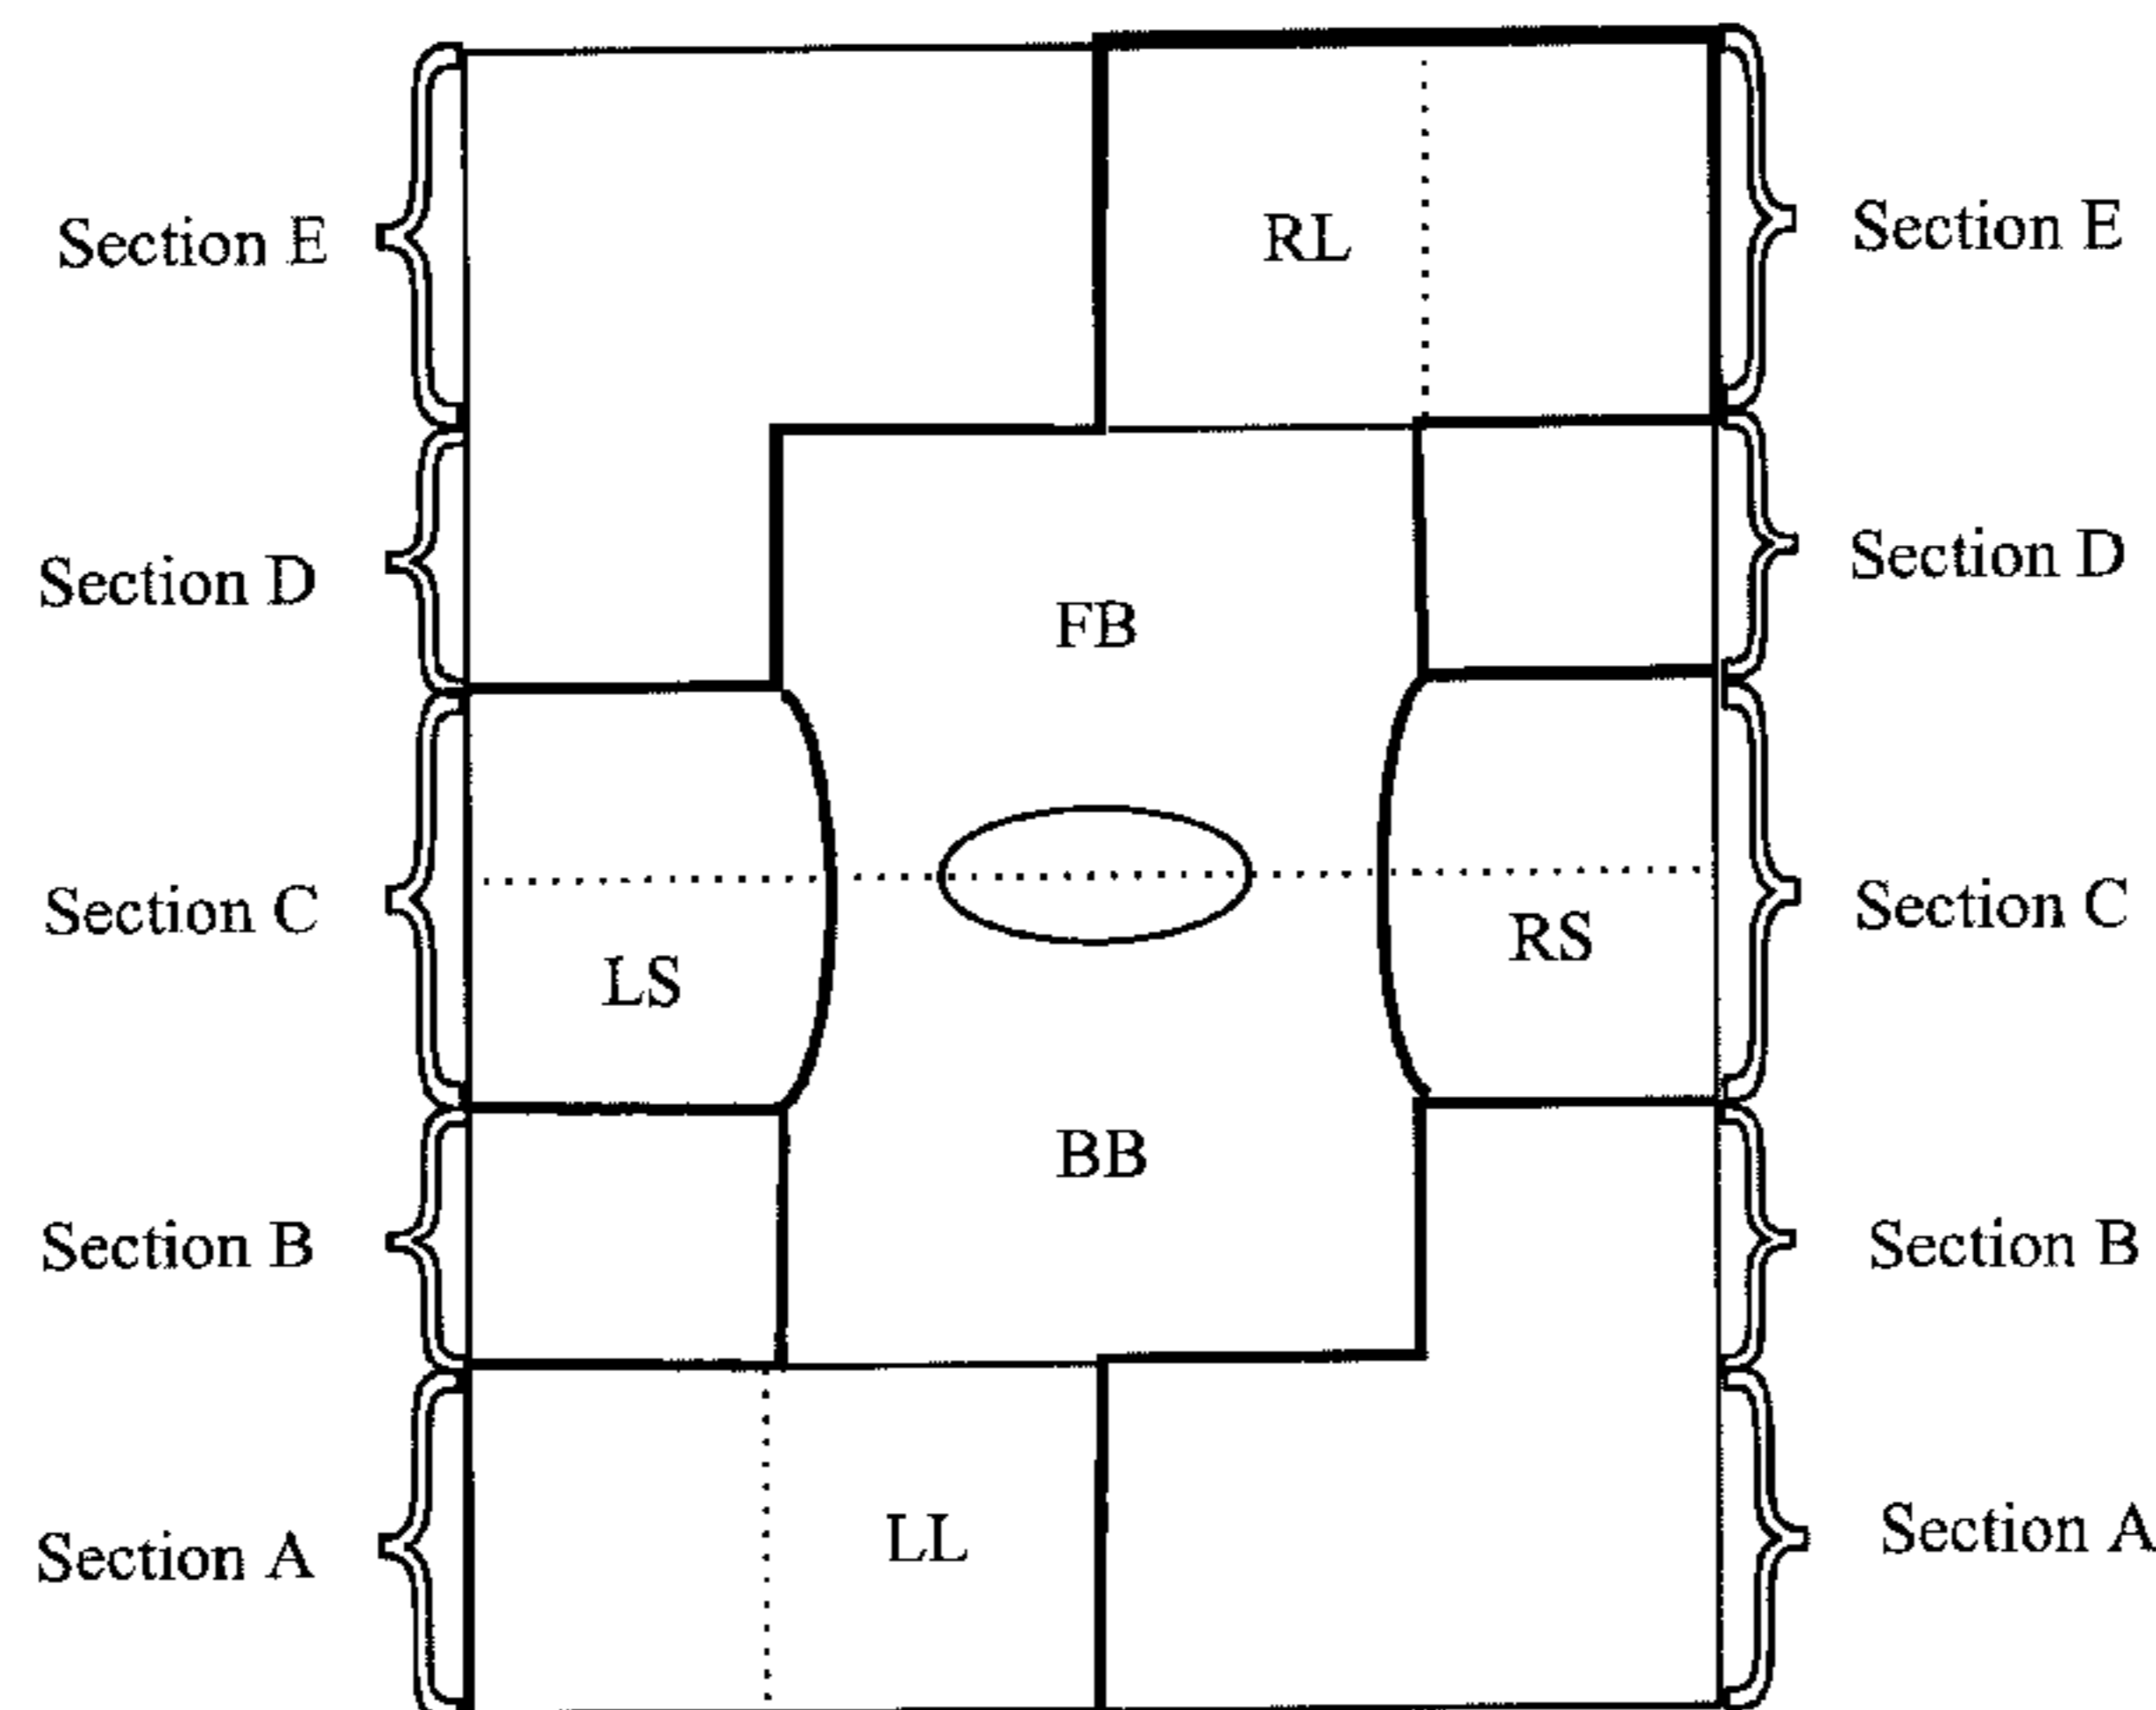 Section E
RL
Section E
Section D
FB
Section D
Section C
LS
RS
Section C
BB
Section B
Section B
Section A
LL
Section A